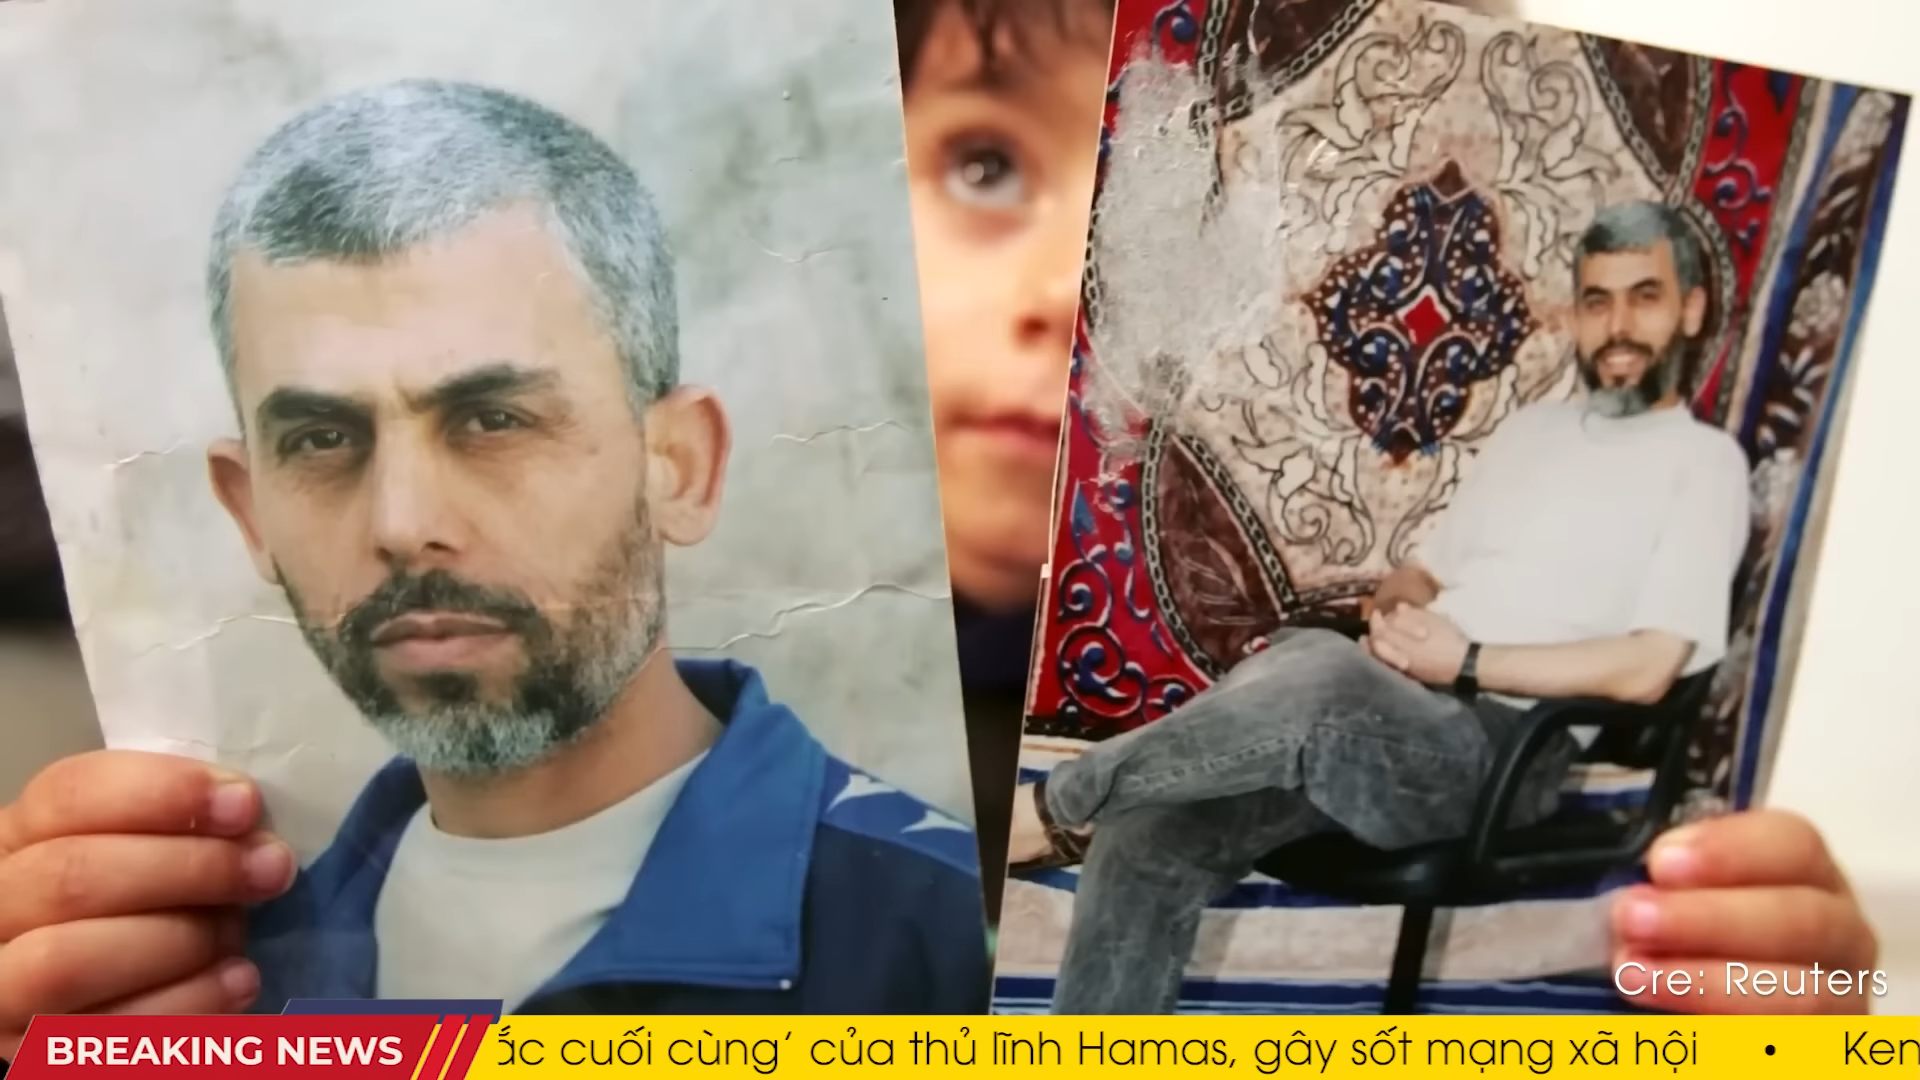 Cre: Reuters
BREAKING NEWS
ắc cuối cùng’ của thủ lĩnh Hamas, gây sốt mạng xã hội • Ken